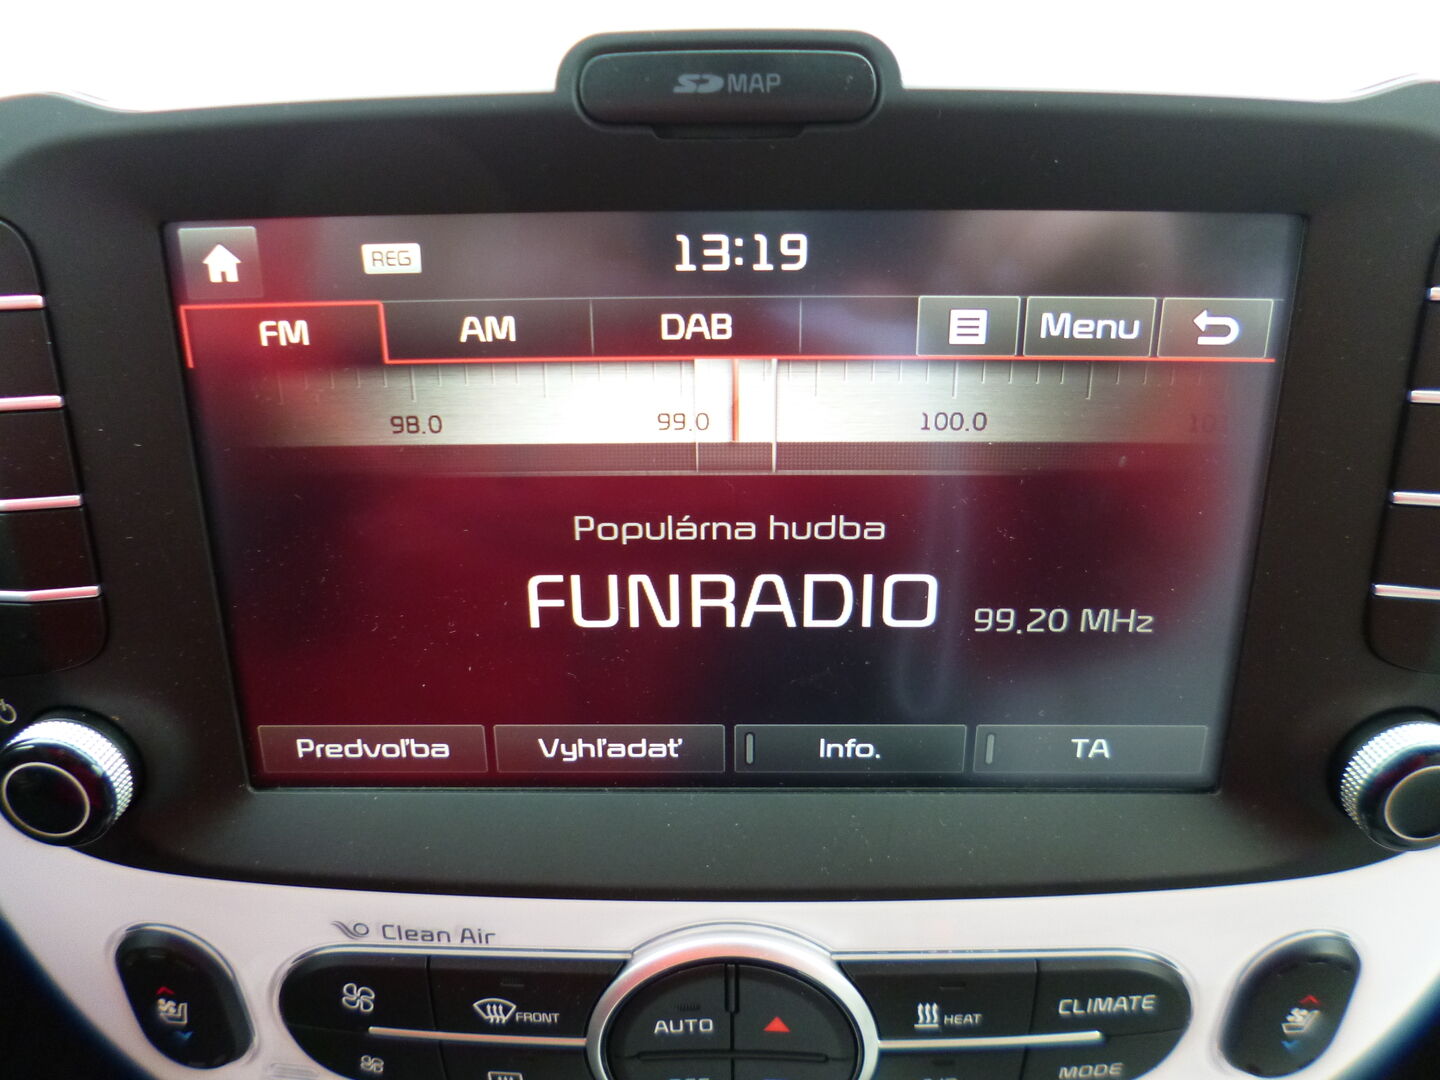 SD MAP
REG
13:19
FM AM DAB Menu
98.0 99.0 100.0
Populárna hudba
FUNRADIO 99.20 MHz
Predvoľba Vyhľadať Info. TA
Clean Air
FRONT AUTO HEAT CLIMATE
MODE